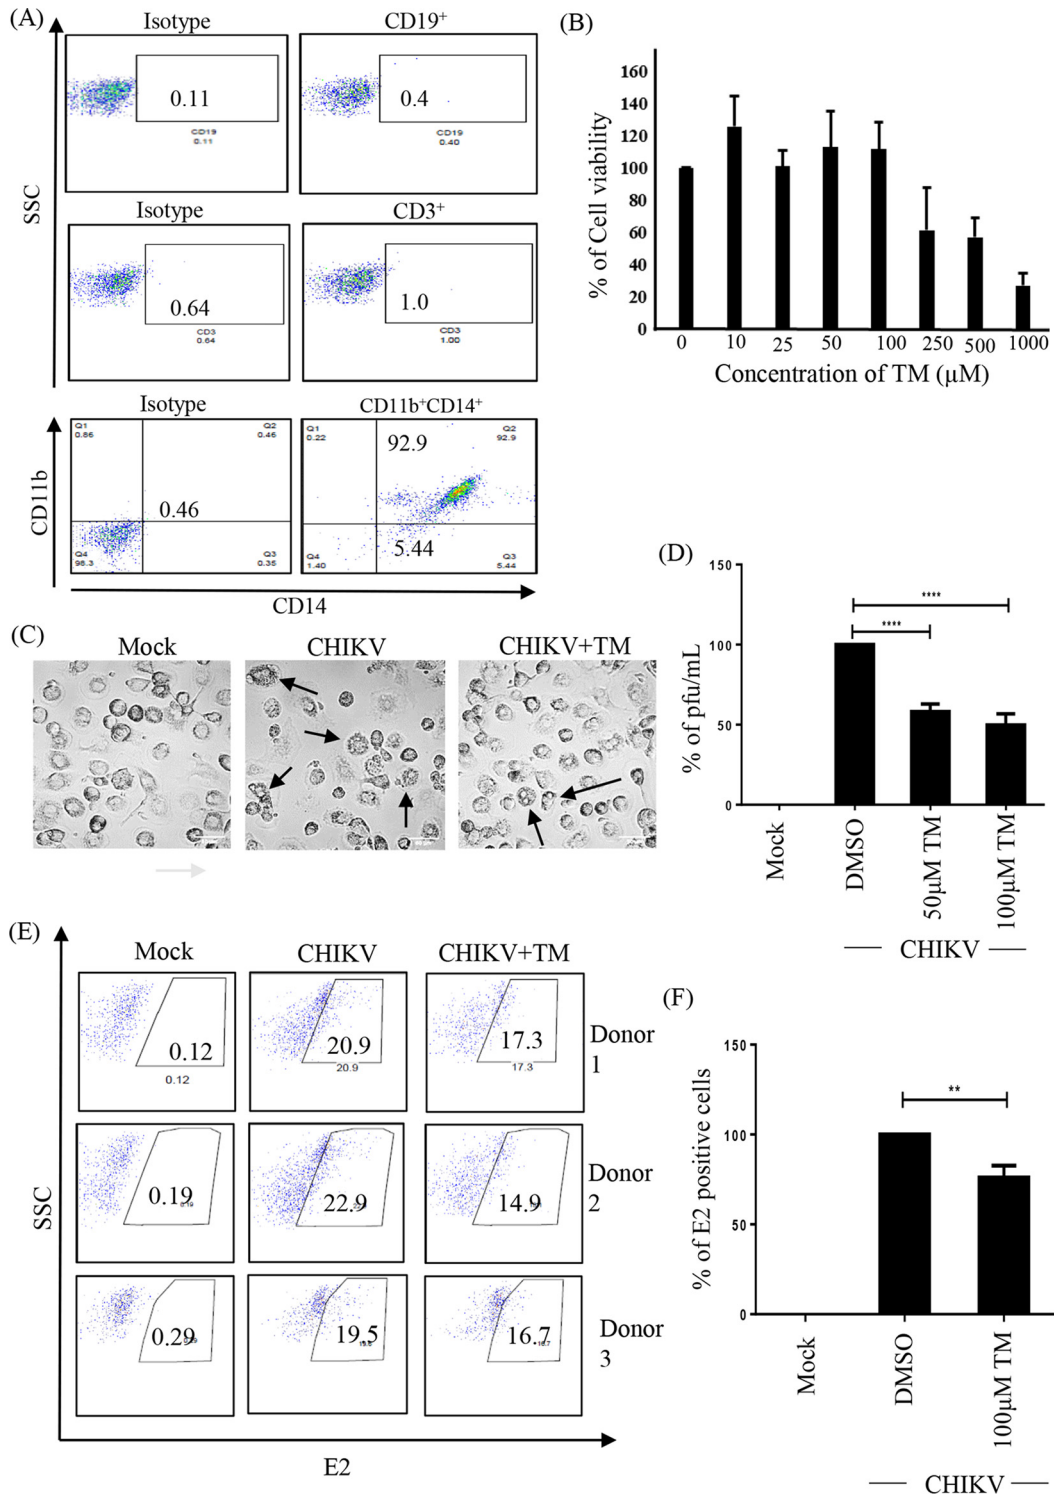 (A)
Isotype
CD19+
0.11
CD19
0.11
0.4
CD19
0.40
Isotype
CD3+
0.64
CD3
0.64
1.0
CD3
1.00
SSC
Isotype
CD11b+CD14+
Q1
0.86
Q2
0.46
0.46
Q4
98.3
Q3
0.35
Q1
0.22
92.9
Q2
92.9
5.44
Q4
1.40
Q3
5.44
CD11b
CD14
(B)
% of Cell viability
160
140
120
100
80
60
40
20
0
0 10 25 50 100 250 500 1000
Concentration of TM (μM)
(C)
Mock
CHIKV
CHIKV+TM
(D)
% of pfu/mL
150
100
50
0
****
****
Mock
DMSO
50μM TM
100μM TM
CHIKV
(E)
Mock
CHIKV
CHIKV+TM
0.12
0.12
20.9
20.9
17.3
17.3
Donor
1
0.19
0.19
22.9
14.9
Donor
2
0.29
19.5
19.5
16.7
16.7
Donor
3
SSC
E2
(F)
% of E2 positive cells
150
100
50
0
**
Mock
DMSO
100μM TM
CHIKV